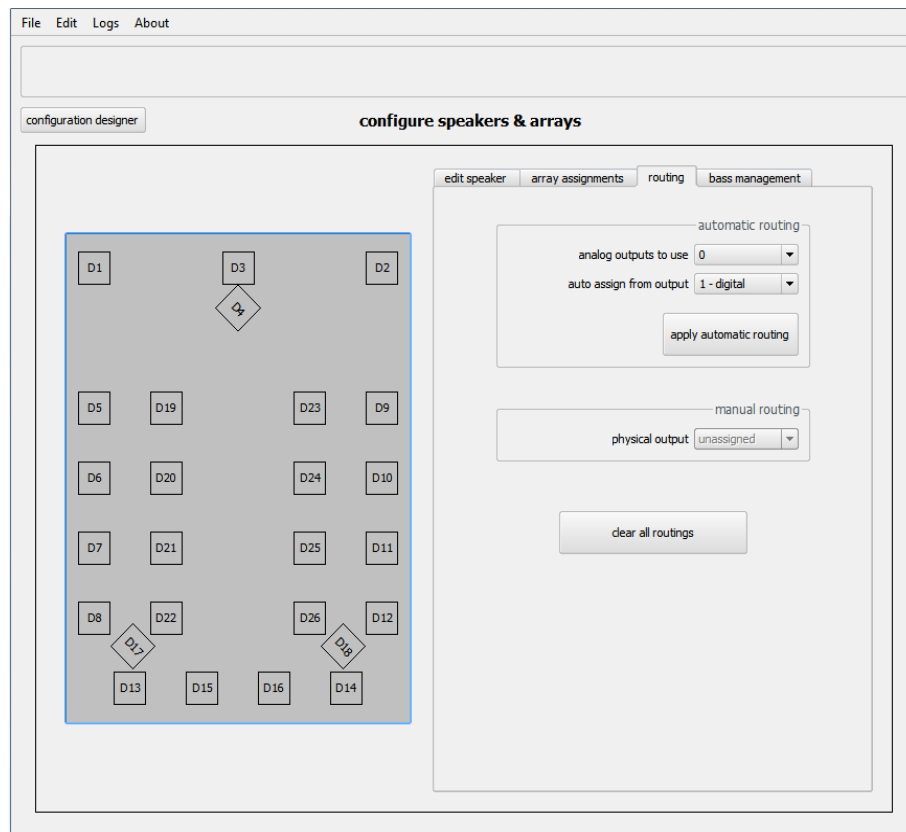 File Edit Logs About
configuration designer
configure speakers & arrays
edit speaker array assignments routing bass management
automatic routing
analog outputs to use 0
auto assign from output 1 - digital
apply automatic routing
manual routing
physical output unassigned
clear all routings
D1 D3 D2
D4
D5 D19 D23 D9
D6 D20 D24 D10
D7 D21 D25 D11
D8 D22 D26 D12
D17 D18
D13 D15 D16 D14